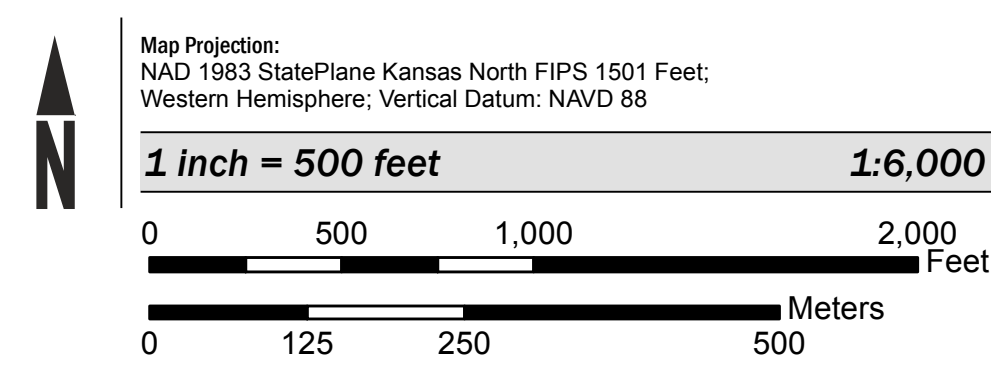 N
Map Projection:
NAD 1983 StatePlane Kansas North FIPS 1501 Feet;
Western Hemisphere; Vertical Datum: NAVD 88
1 inch = 500 feet 1:6,000
0 500 1,000 2,000
Feet
Meters
0 125 250 500